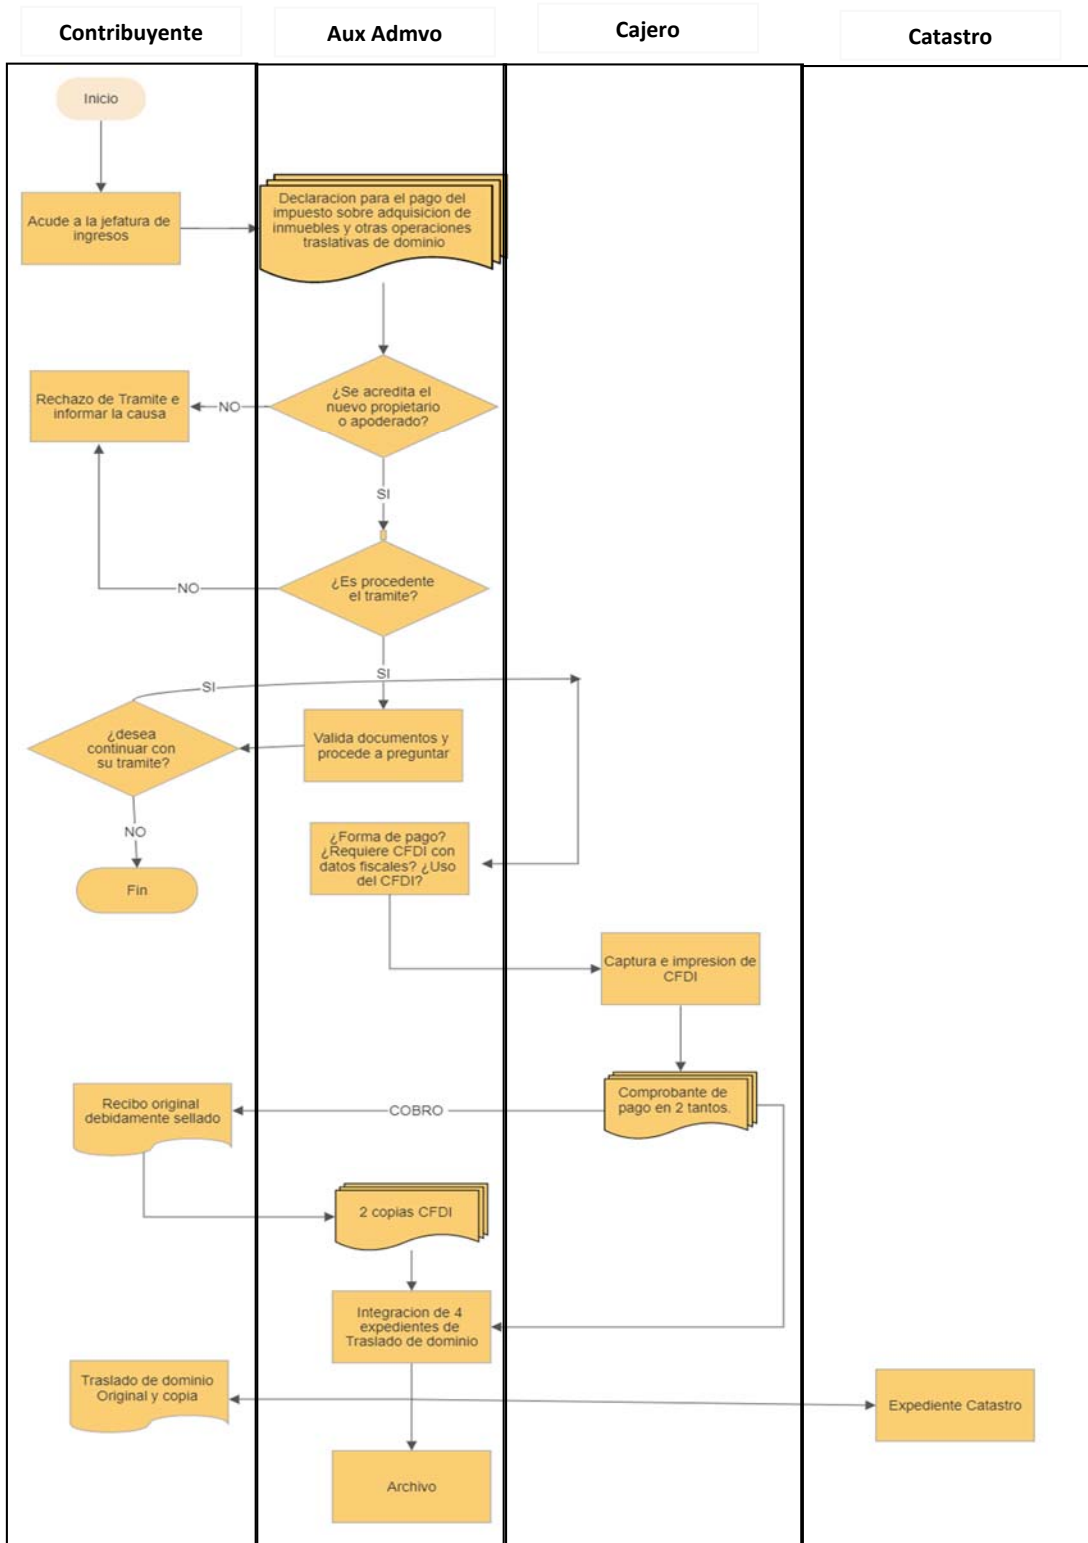 Contribuyente
Aux Admvo
Cajero
Catastro
Inicio
Acude a la jefatura de
ingresos
Declaracion para el pago del
impuesto sobre adquisicion de
inmuebles y otras operaciones
traslativas de dominio
¿Se acredita el
nuevo propietario
o apoderado?
NO
Rechazo de Tramite e
informar la causa
SI
¿Es procedente
el tramite?
NO
SI
SI
Valida documentos y
procede a preguntar
¿desea
continuar con
su tramite?
NO
Fin
¿Forma de pago?
¿Requiere CFDI con
datos fiscales? ¿Uso
del CFDI?
Captura e impresion de
CFDI
Comprobante de
pago en 2 tantos.
COBRO
Recibo original
debidamente sellado
2 copias CFDI
Integracion de 4
expedientes de
Traslado de dominio
Traslado de dominio
Original y copia
Expediente Catastro
Archivo